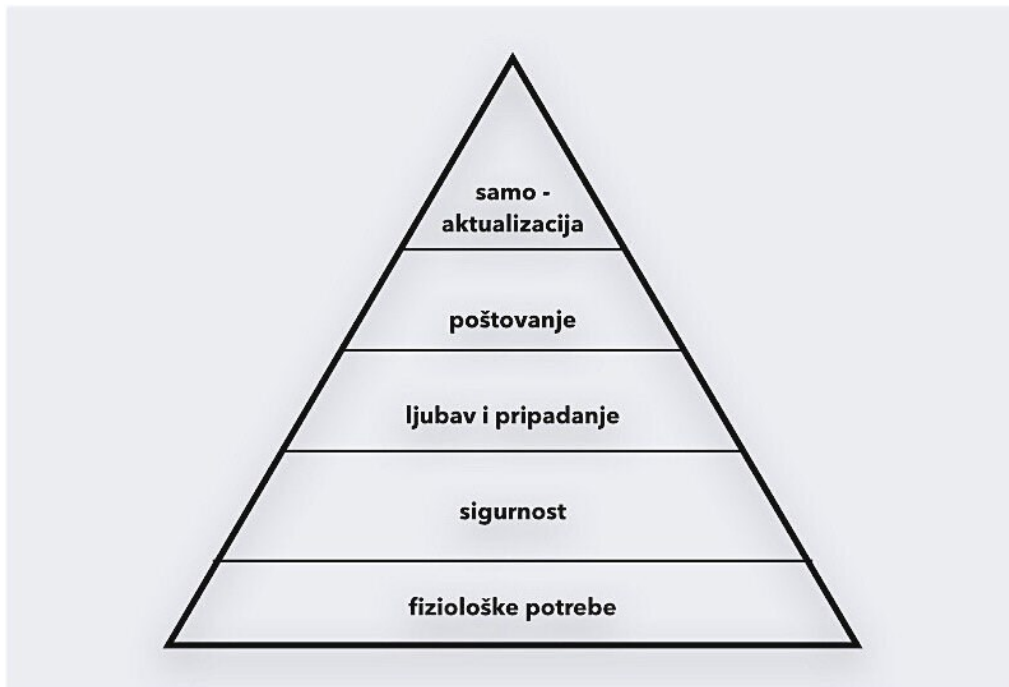 samo -
aktualizacija
poštovanje
ljubav i pripadanje
sigurnost
fiziološke potrebe